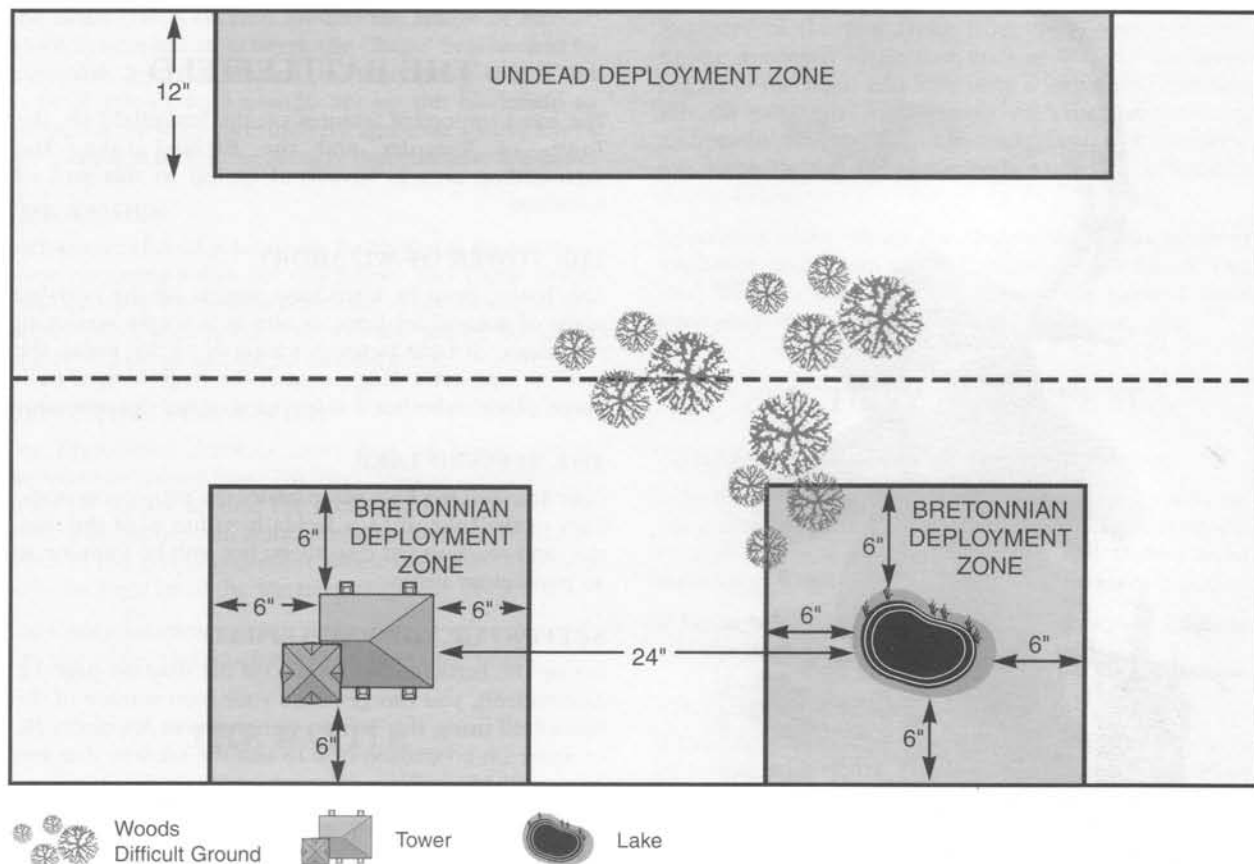 12"
UNDEAD DEPLOYMENT ZONE
BRETONNIAN
DEPLOYMENT
ZONE
6"
6"
6"
6"
24"
BRETONNIAN
DEPLOYMENT
ZONE
6"
6"
6"
6"
Woods
Difficult Ground
Tower
Lake